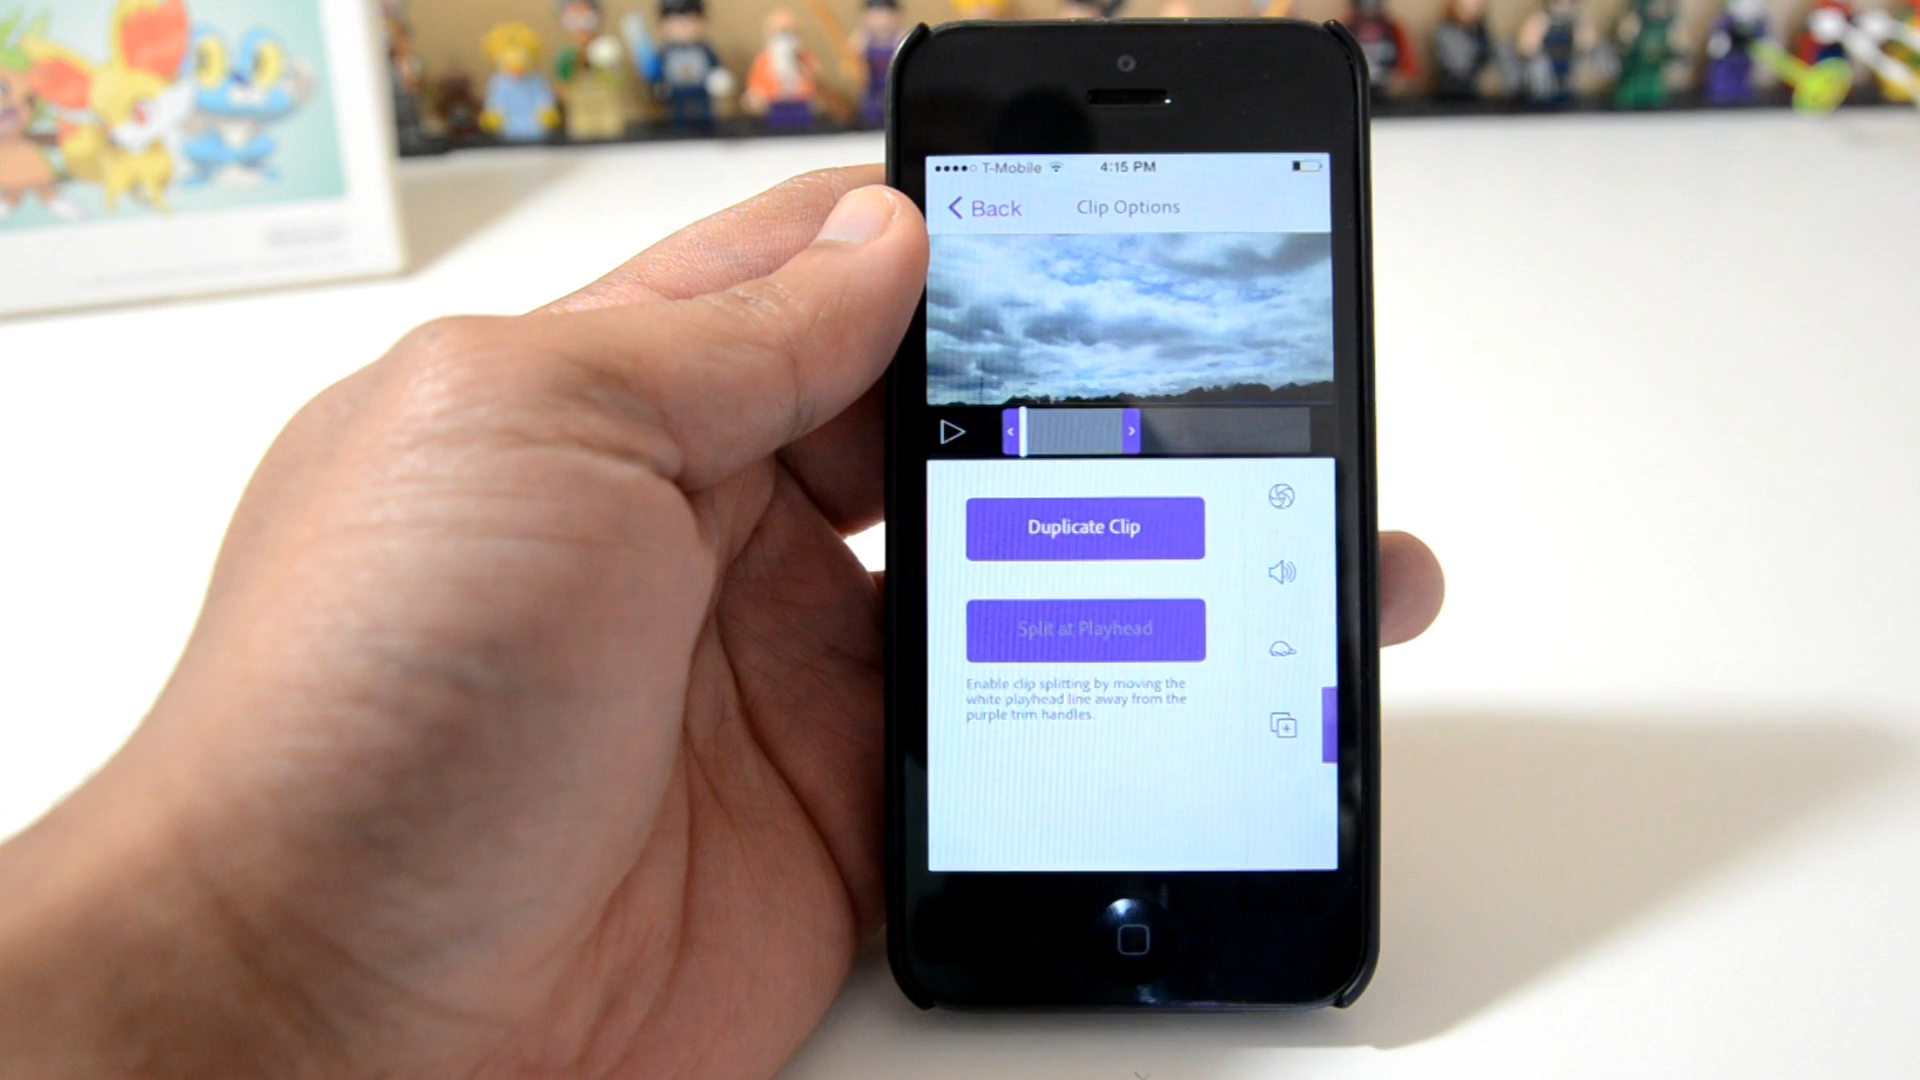 T-Mobile 4:15 PM
Back Clip Options
Duplicate Clip
Split at Playhead
Enable clip splitting by moving the
white playhead line away from the
purple trim handles.